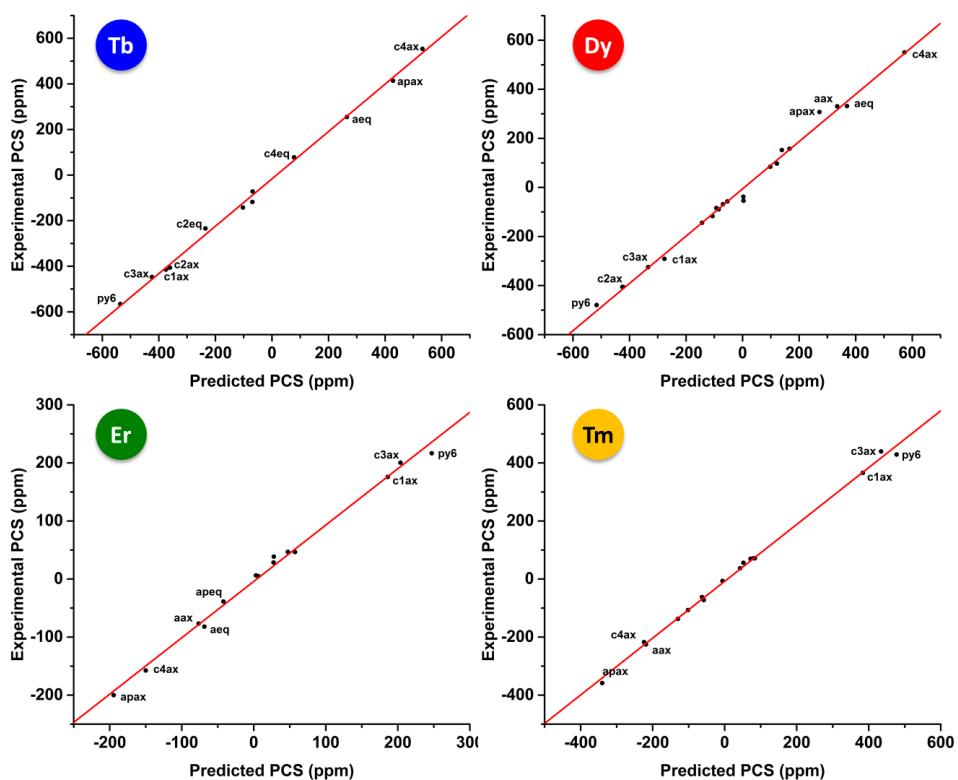 Tb
Experimental PCS (ppm)
600
400
200
0
-200
-400
-600
c4ax
apax
aeq
c4eq
c2eq
c2ax
c3ax
c1ax
py6
-600 -400 -200 0 200 400 600
Predicted PCS (ppm)
Dy
Experimental PCS (ppm)
600
400
200
0
-200
-400
-600
c4ax
aax
aeq
apax
c3ax
c1ax
c2ax
py6
-600 -400 -200 0 200 400 600
Predicted PCS (ppm)
Er
Experimental PCS (ppm)
300
200
100
0
-100
-200
c3ax
py6
c1ax
apeq
aax
aeq
c4ax
apax
-200 -100 0 100 200 300
Predicted PCS (ppm)
Tm
Experimental PCS (ppm)
600
400
200
0
-200
-400
c3ax
py6
c1ax
c4ax
aax
apax
-400 -200 0 200 400 600
Predicted PCS (ppm)